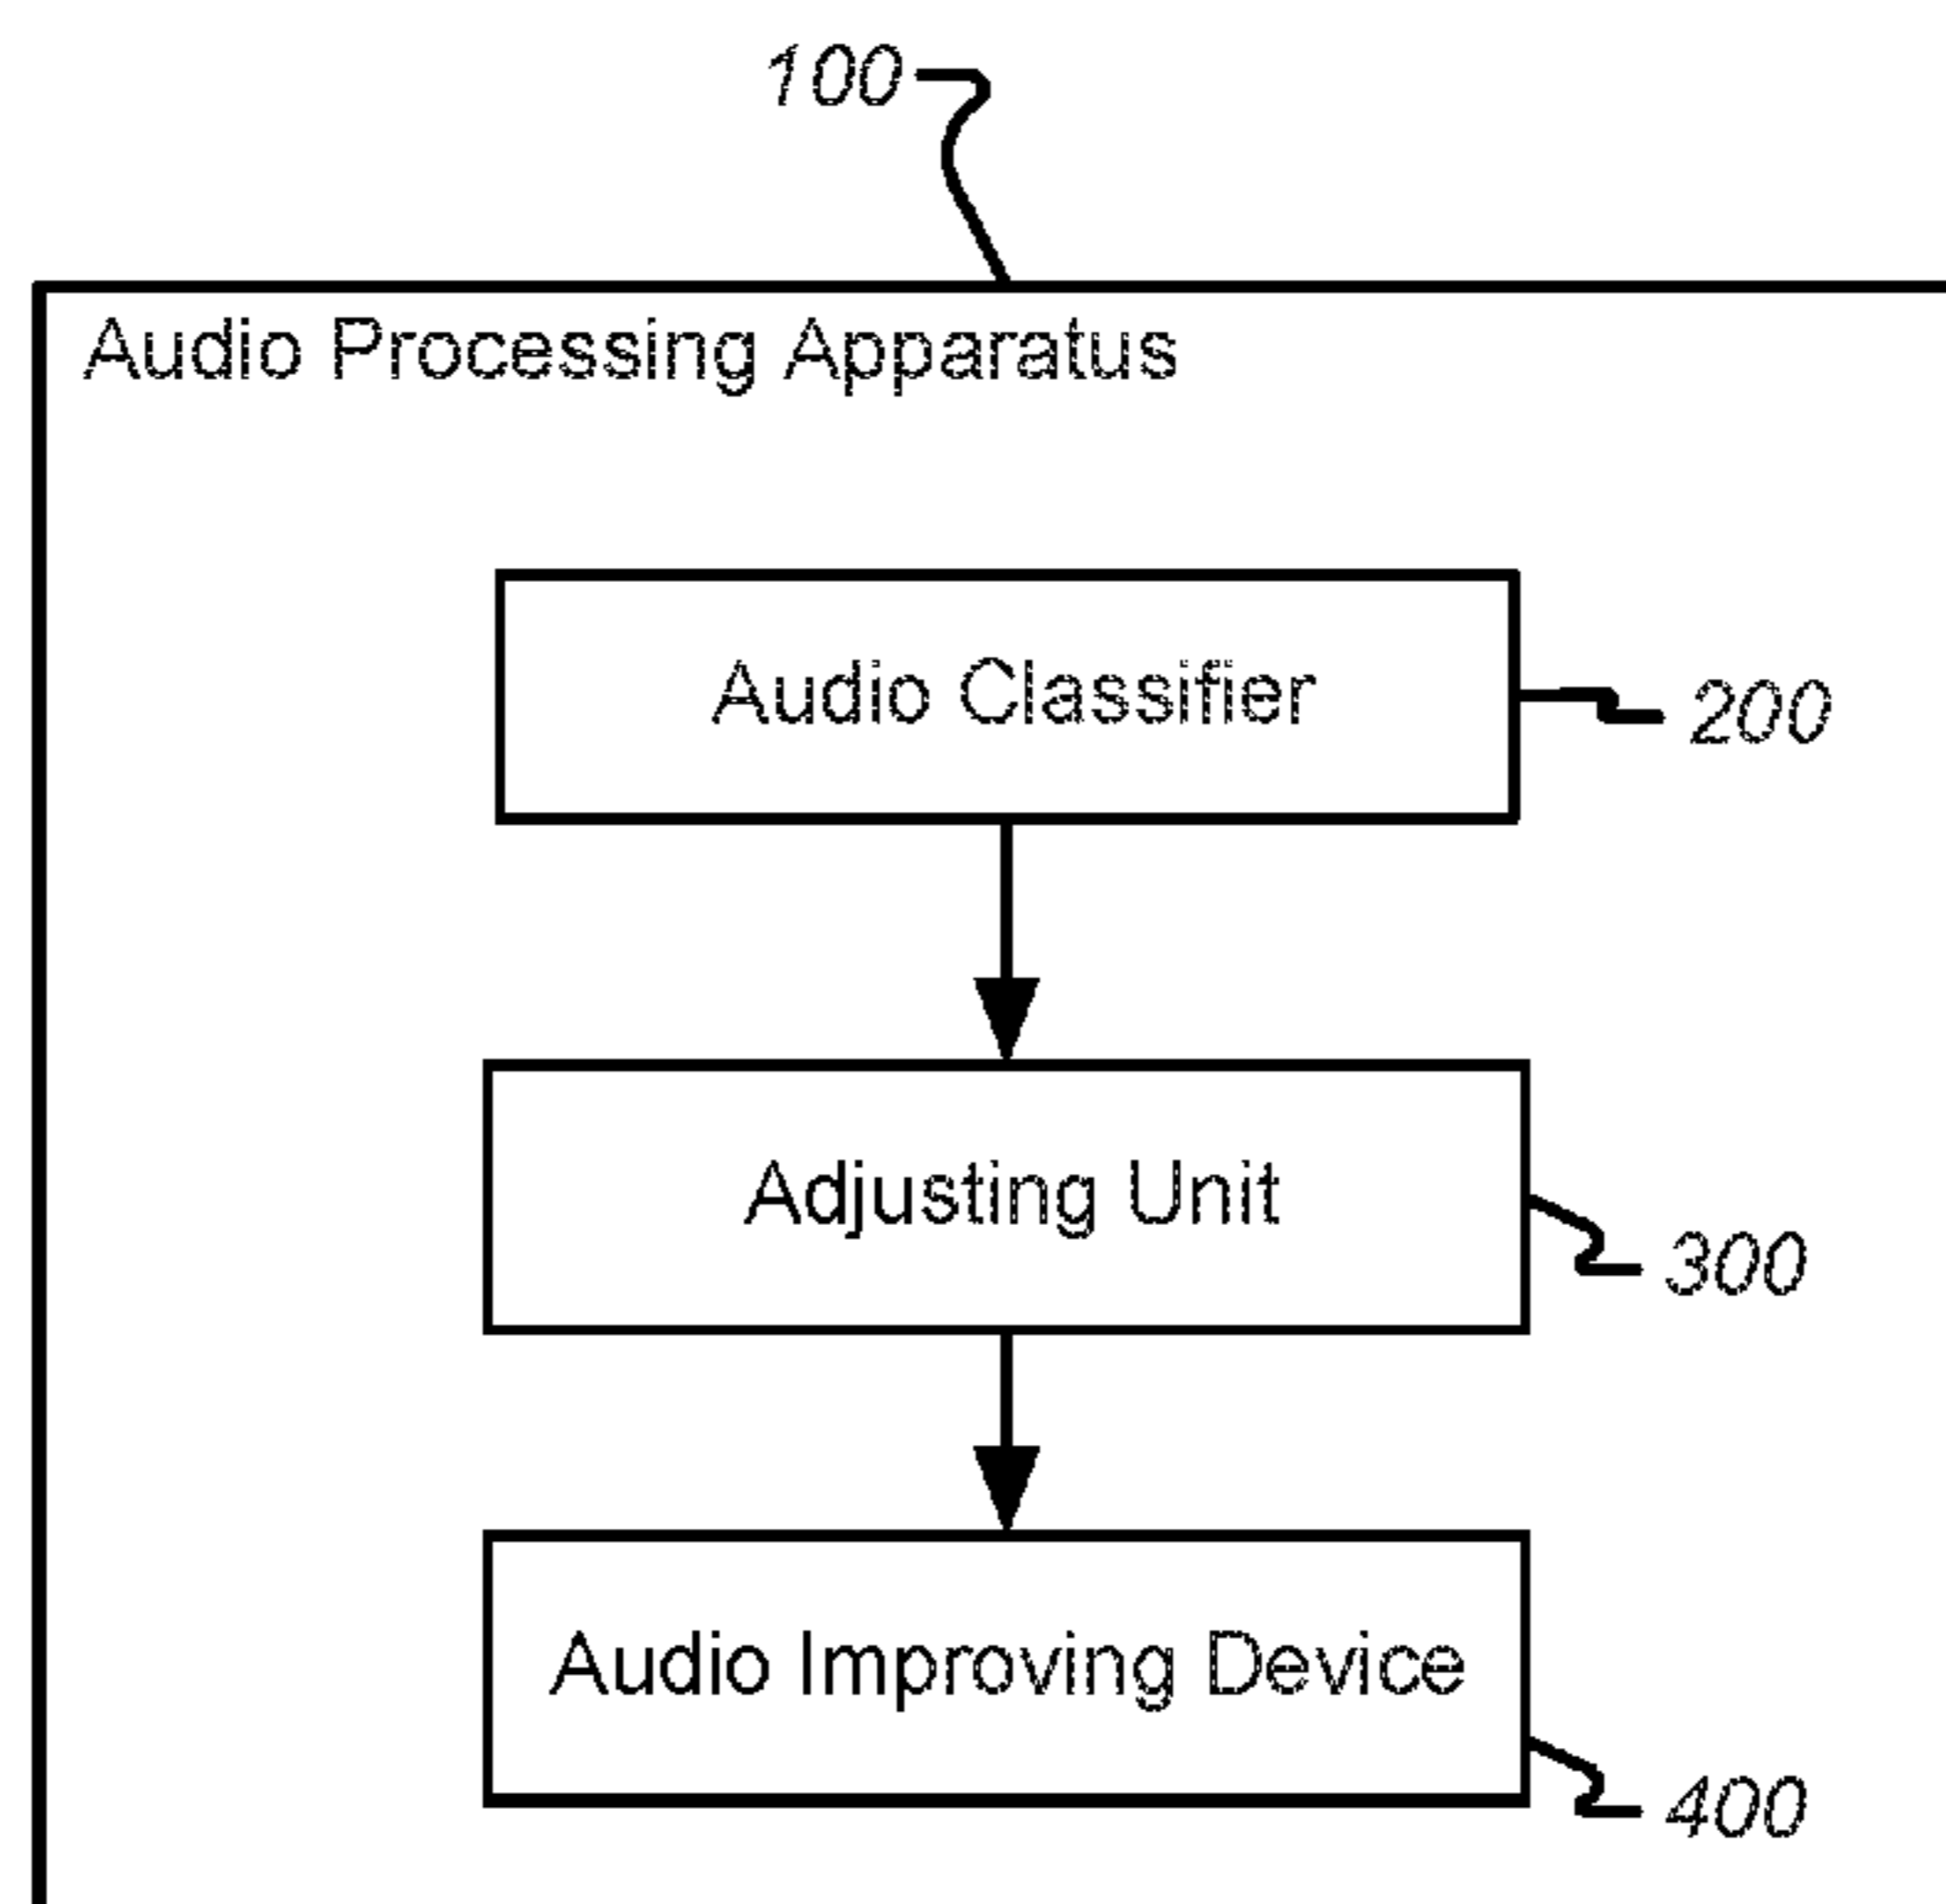 100
Audio Processing Apparatus
Audio Classifier
200
Adjusting Unit
300
Audio Improving Device
400